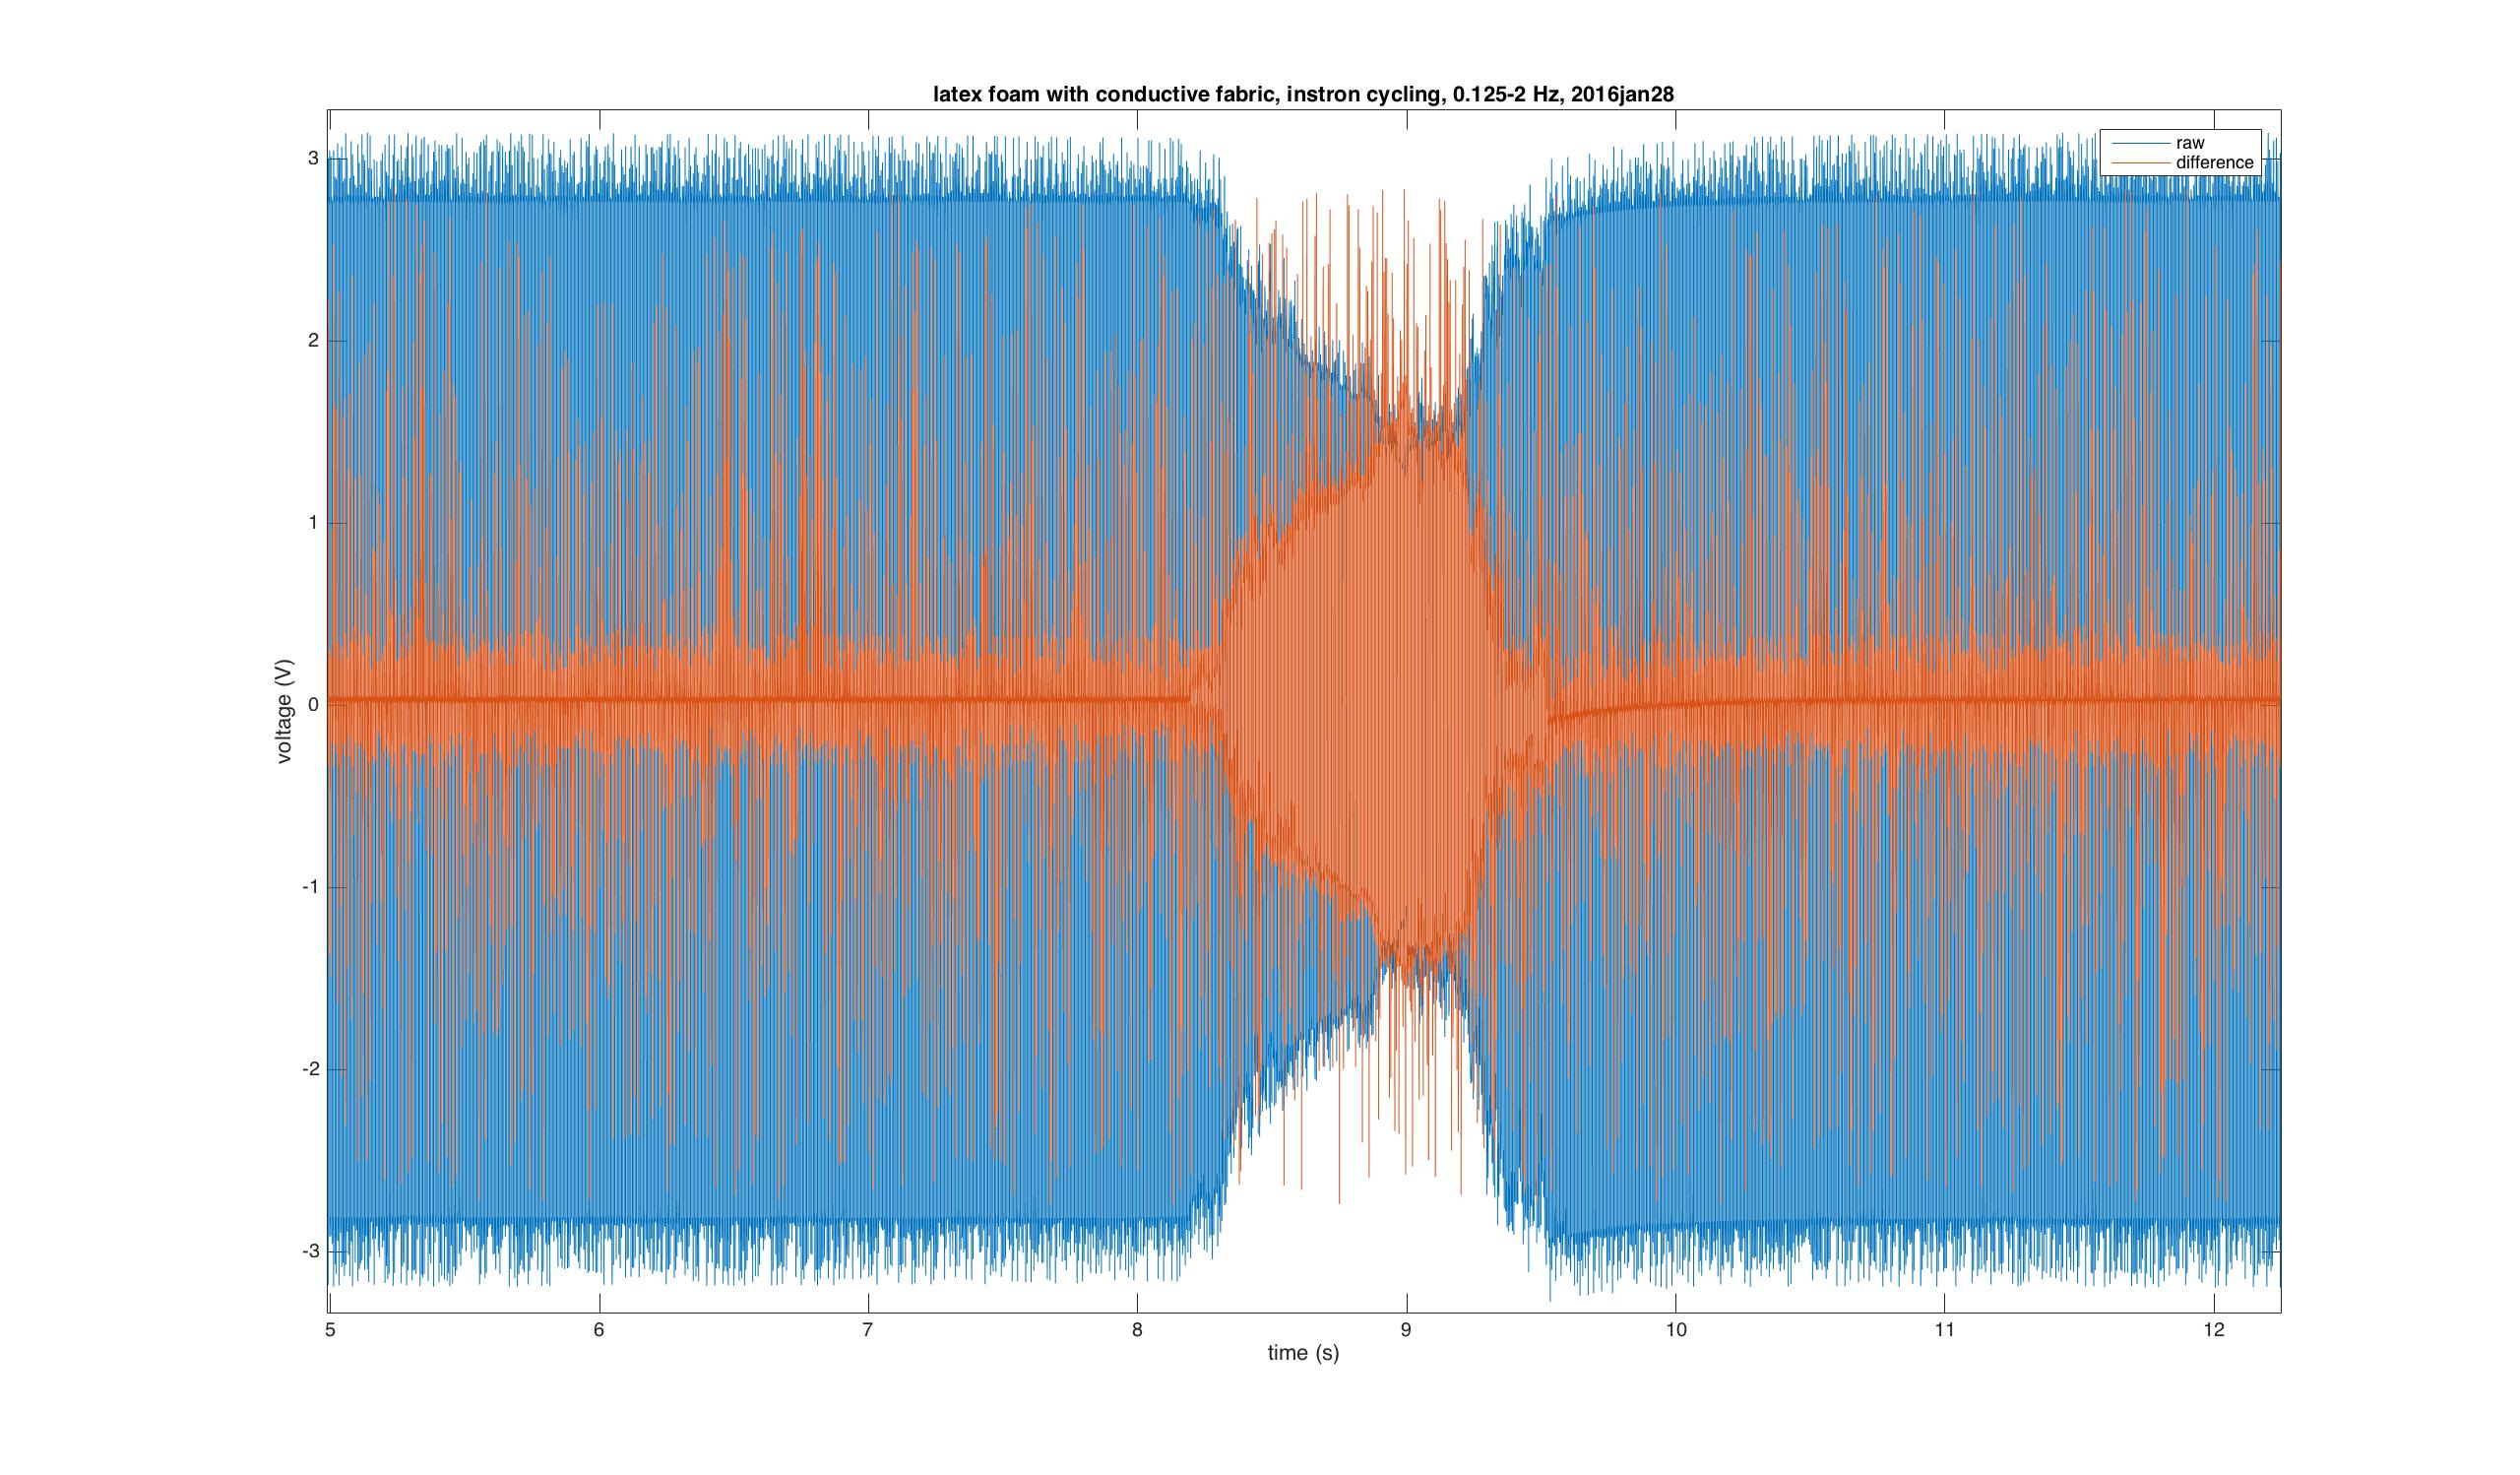 latex foam with conductive fabric, instron cycling, 0.125-2 Hz, 2016jan28
raw
difference
3
2
1
0
-1
-2
-3
voltage (V)
5 6 7 8 9 10 11 12
time (s)